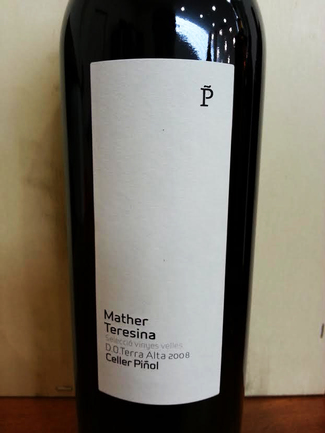 P̃
Mather
Teresina
Selecció vinyes velles
D.O.Terra Alta 2008
Celler Piñol